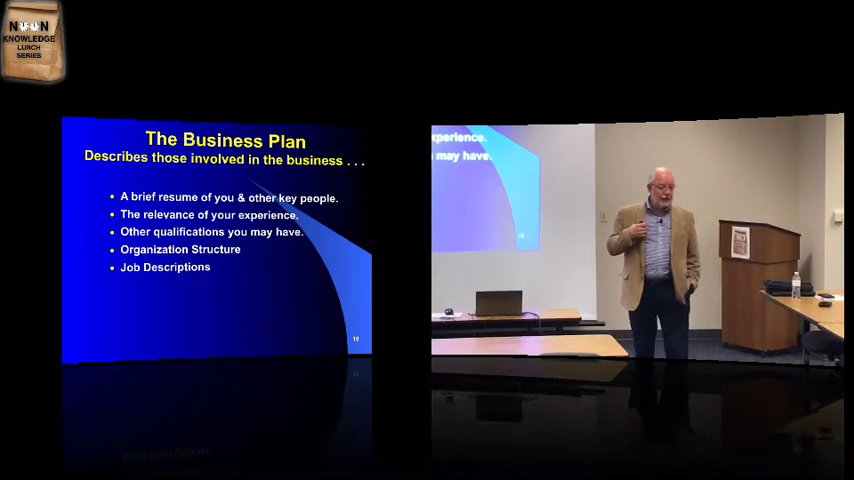 NOON
KNOWLEDGE
LUNCH
SERIES
The Business Plan
Describes those involved in the business . . .
• A brief resume of you & other key people.
• The relevance of your experience.
• Other qualifications you may have.
• Organization Structure
• Job Descriptions
xperience.
may have.